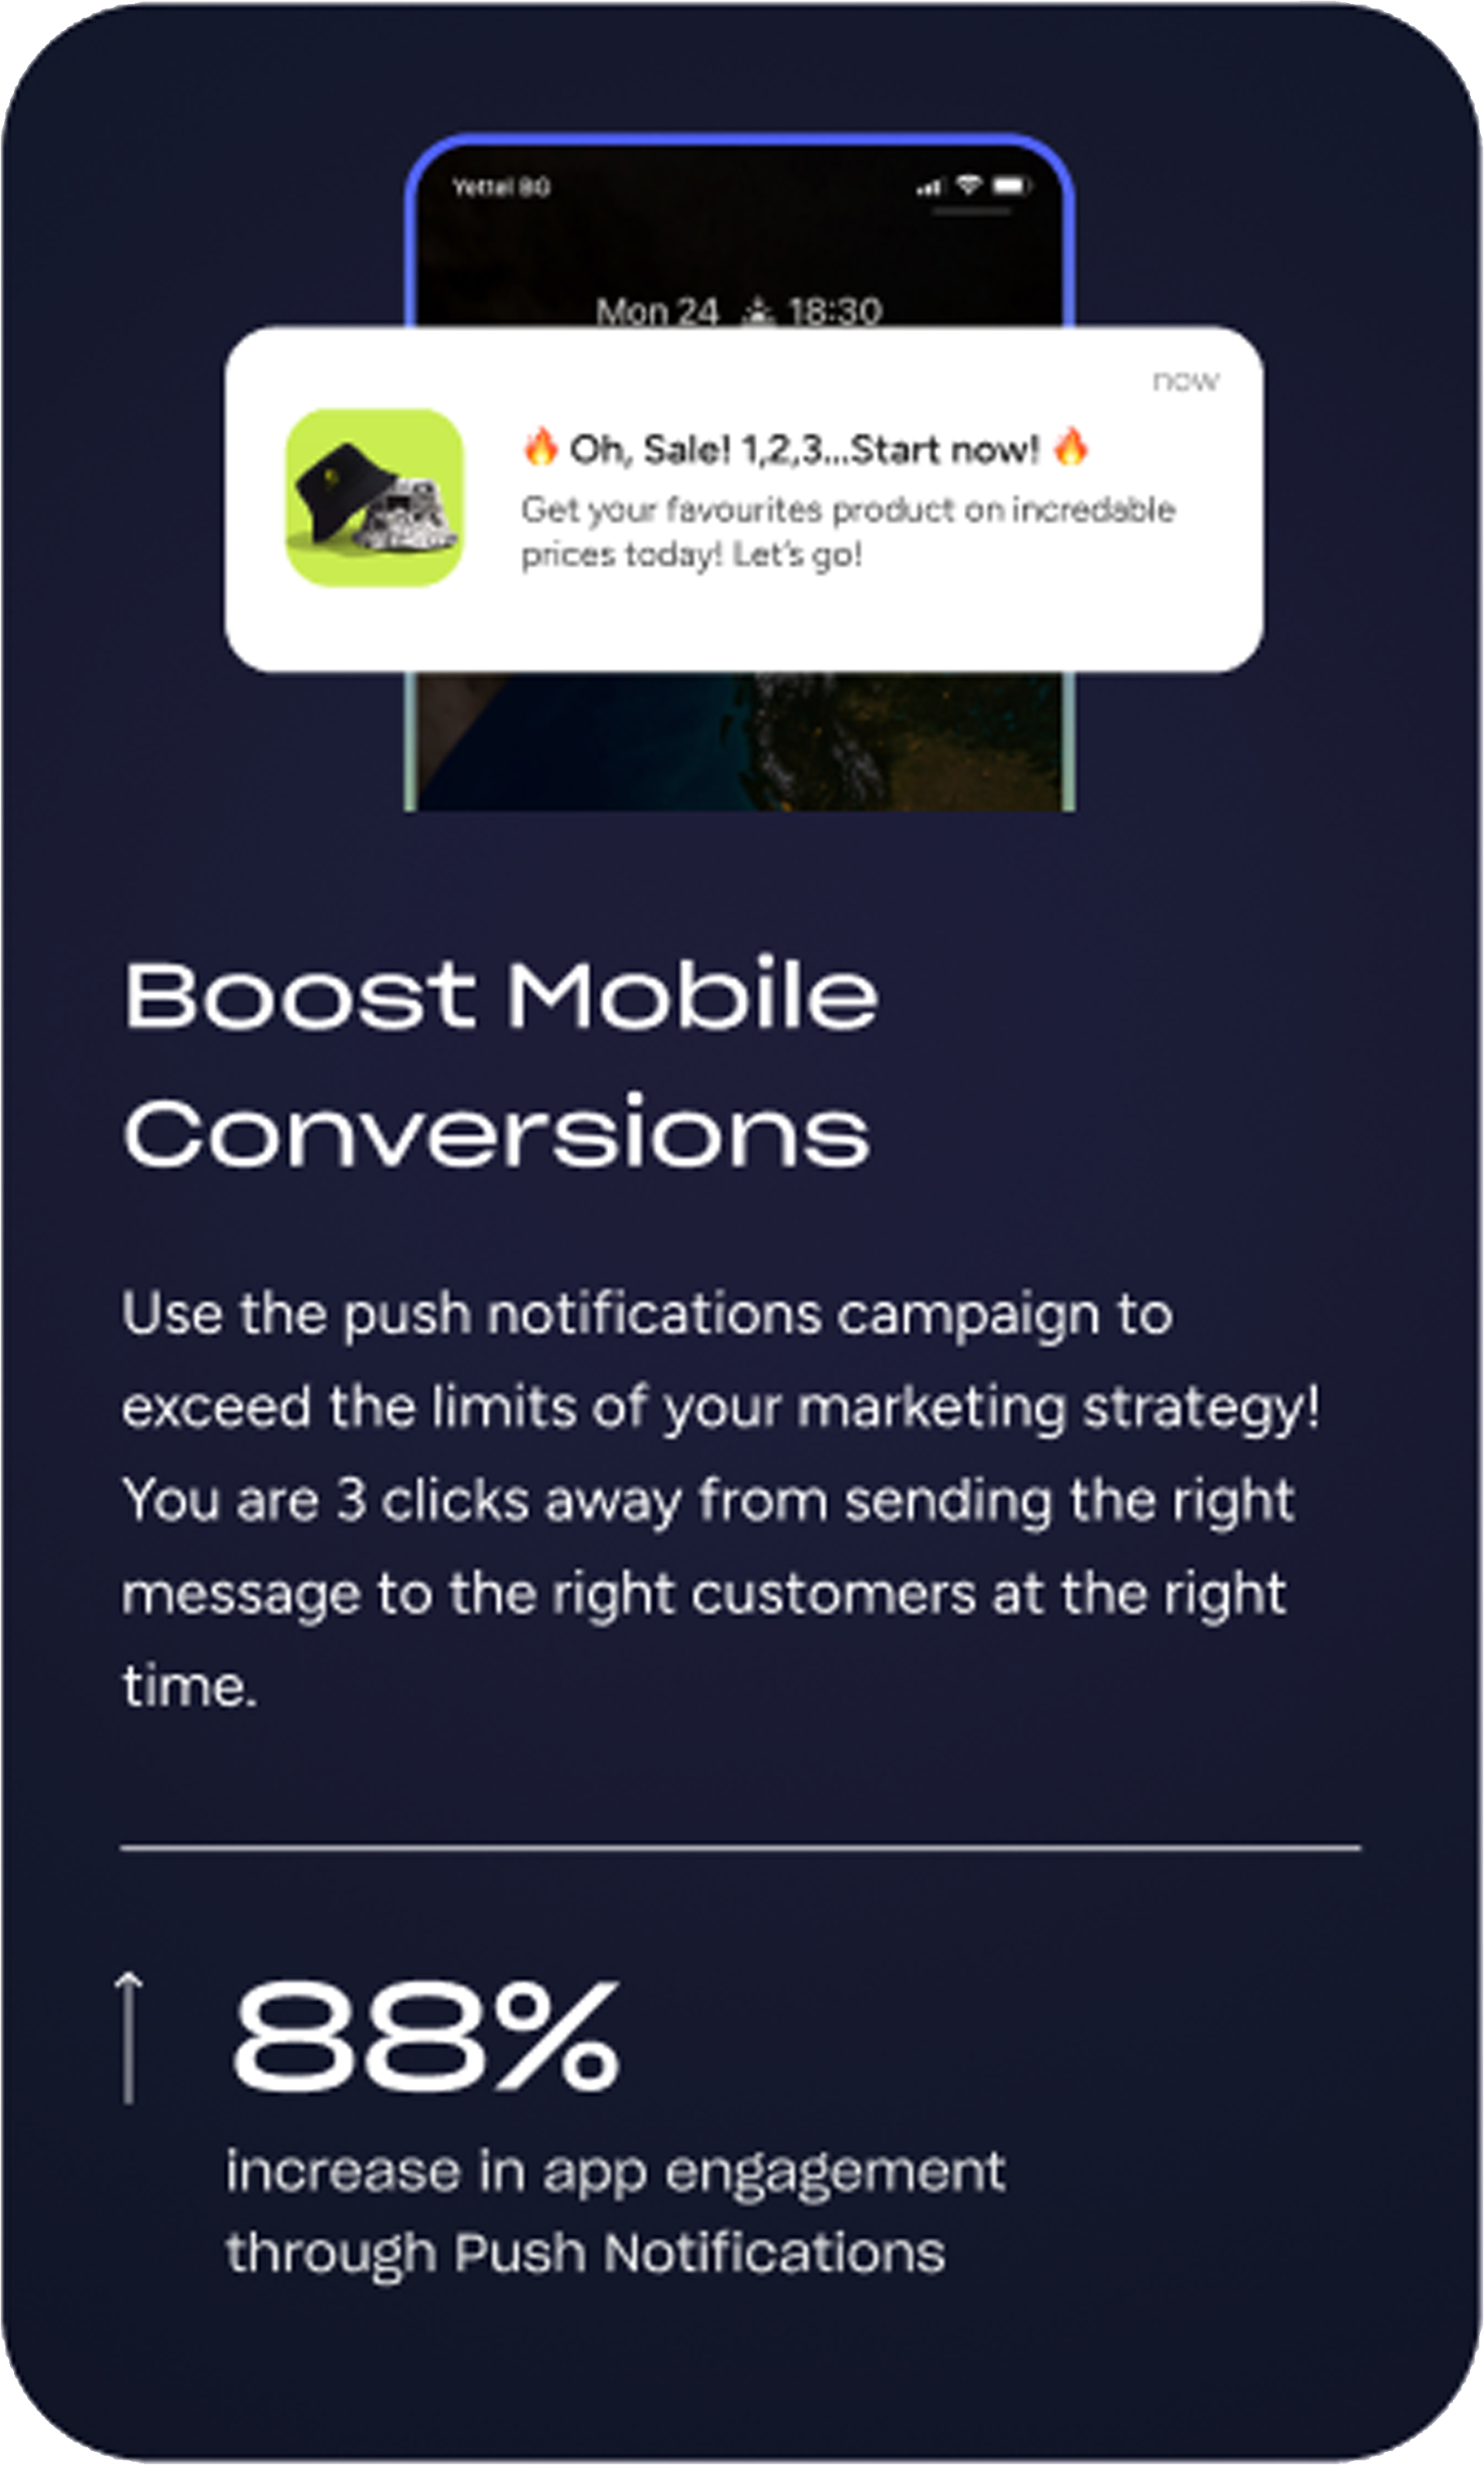 Yettel BG
Mon 24 18:30
now
🔥 Oh, Sale! 1,2,3...Start now! 🔥
Get your favourites product on incredable
prices today! Let's go!
Boost Mobile
Conversions
Use the push notifications campaign to
exceed the limits of your marketing strategy!
You are 3 clicks away from sending the right
message to the right customers at the right
time.
88%
increase in app engagement
through Push Notifications